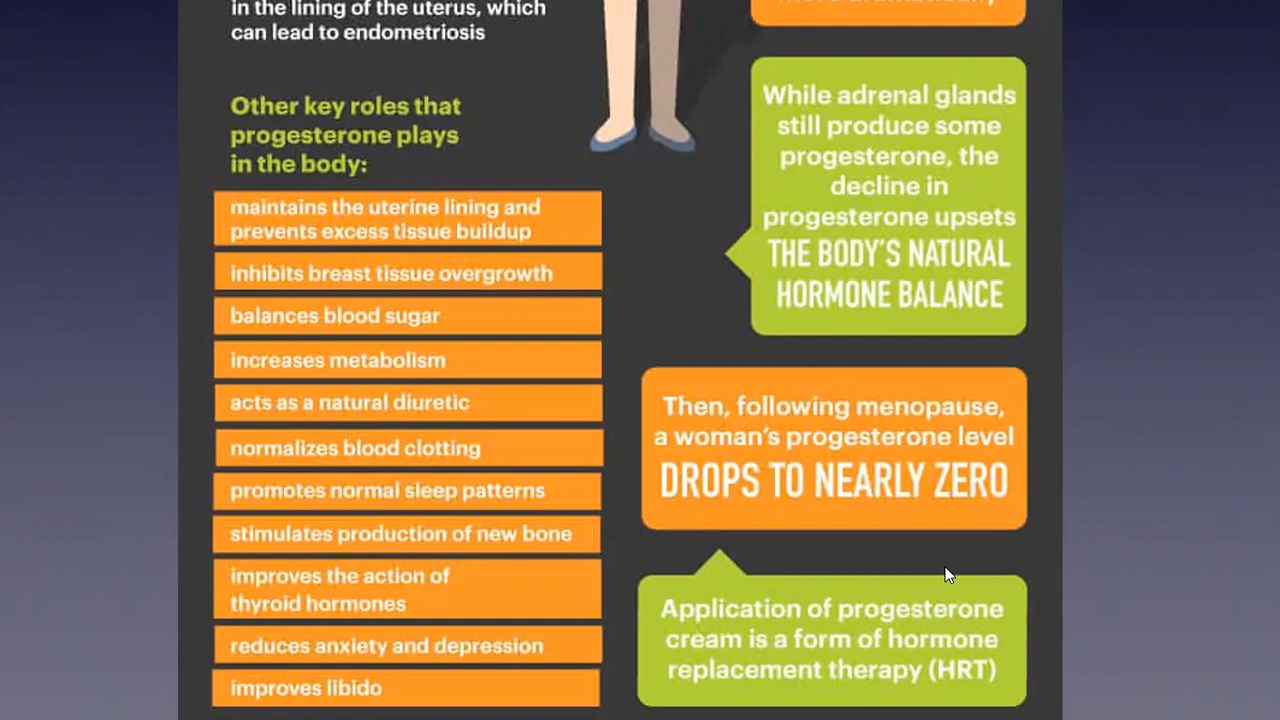 in the lining of the uterus, which
can lead to endometriosis
Other key roles that
progesterone plays
in the body:
maintains the uterine lining and
prevents excess tissue buildup
inhibits breast tissue overgrowth
balances blood sugar
increases metabolism
acts as a natural diuretic
normalizes blood clotting
promotes normal sleep patterns
stimulates production of new bone
improves the action of
thyroid hormones
reduces anxiety and depression
improves libido
more dramatically
While adrenal glands
still produce some
progesterone, the
decline in
progesterone upsets
THE BODY'S NATURAL
HORMONE BALANCE
Then, following menopause,
a woman's progesterone level
DROPS TO NEARLY ZERO
Application of progesterone
cream is a form of hormone
replacement therapy (HRT)